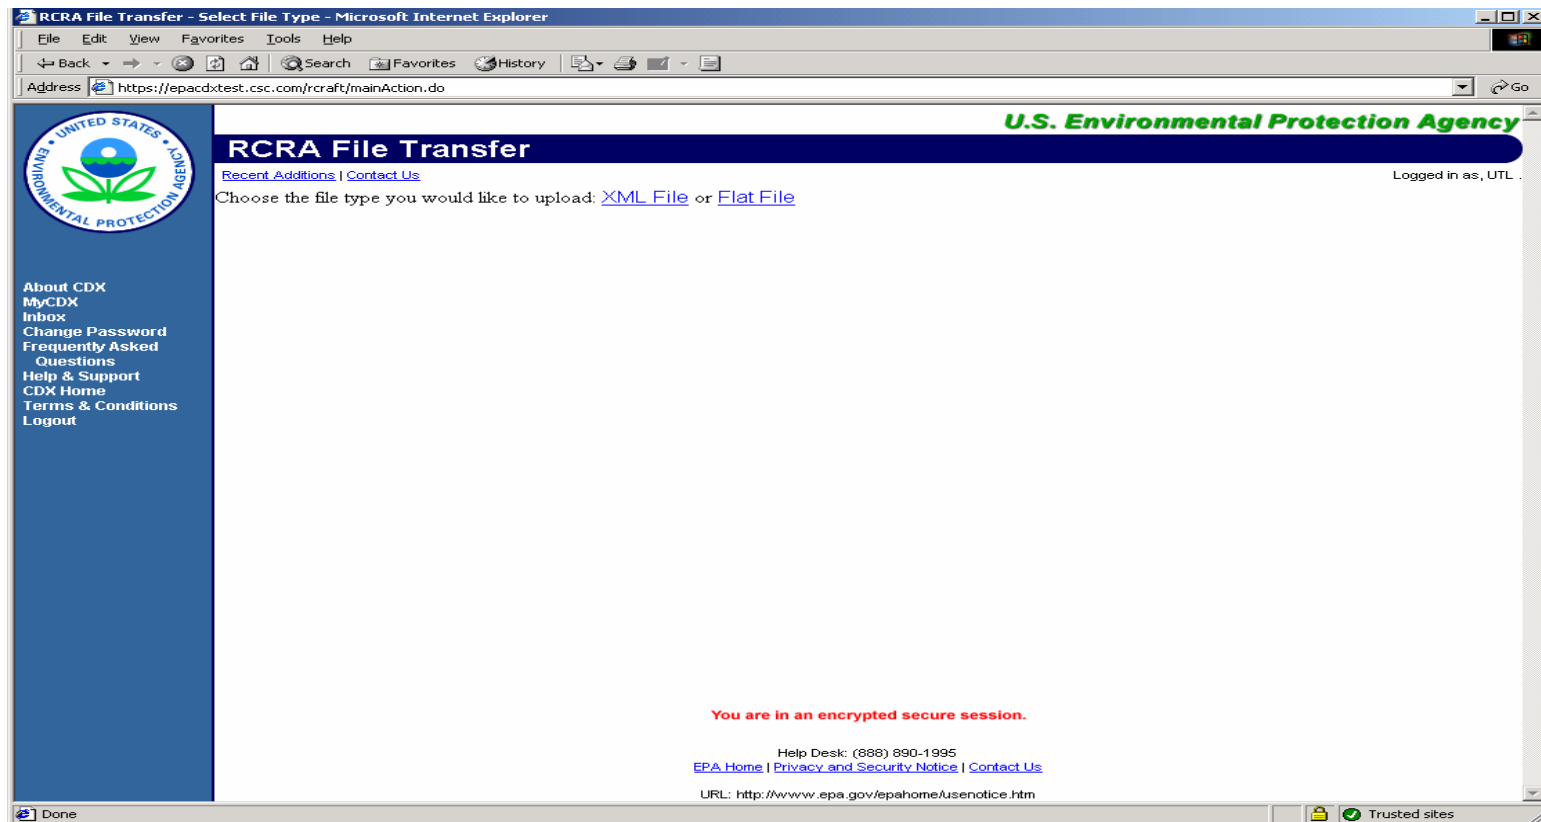 RCRA File Transfer - Select File Type - Microsoft Internet Explorer
File Edit View Favorites Tools Help
Back Search Favorites History
Address https://epacdxtest.csc.com/rcraft/mainAction.do Go
UNITED STATES ENVIRONMENTAL PROTECTION AGENCY
U.S. Environmental Protection Agency
RCRA File Transfer
Recent Additions | Contact Us
Logged in as, UTL .
Choose the file type you would like to upload: XML File or Flat File
About CDX
MyCDX
Inbox
Change Password
Frequently Asked
Questions
Help & Support
CDX Home
Terms & Conditions
Logout
You are in an encrypted secure session.
Help Desk: (888) 890-1995
EPA Home | Privacy and Security Notice | Contact Us
URL: http://www.epa.gov/epahome/usenotice.htm
Done
Trusted sites